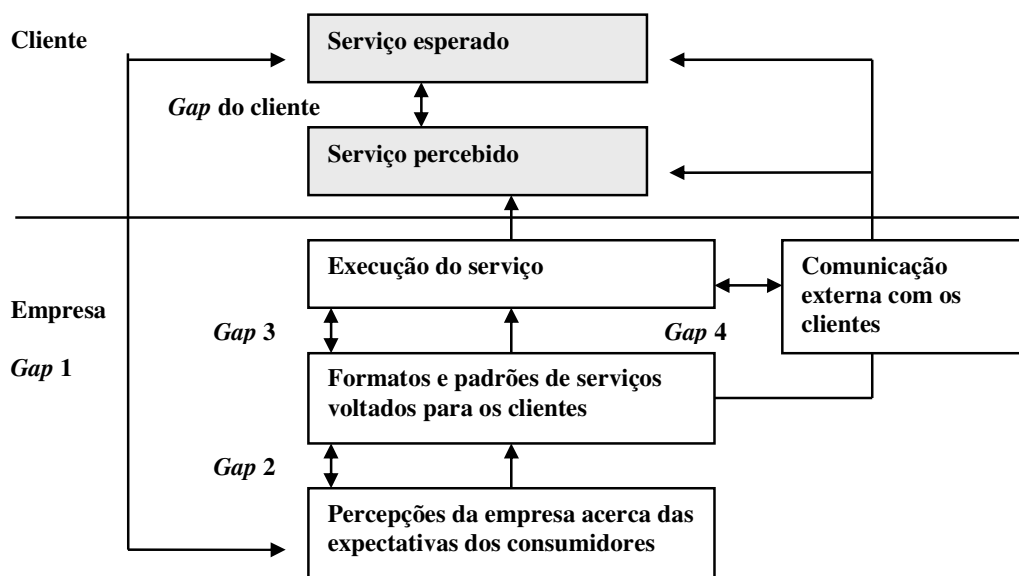 Cliente
Serviço esperado
Gap do cliente
Serviço percebido
Execução do serviço
Comunicação
externa com os
clientes
Empresa
Gap 1
Gap 3
Gap 4
Formatos e padrões de serviços
voltados para os clientes
Gap 2
Percepções da empresa acerca das
expectativas dos consumidores